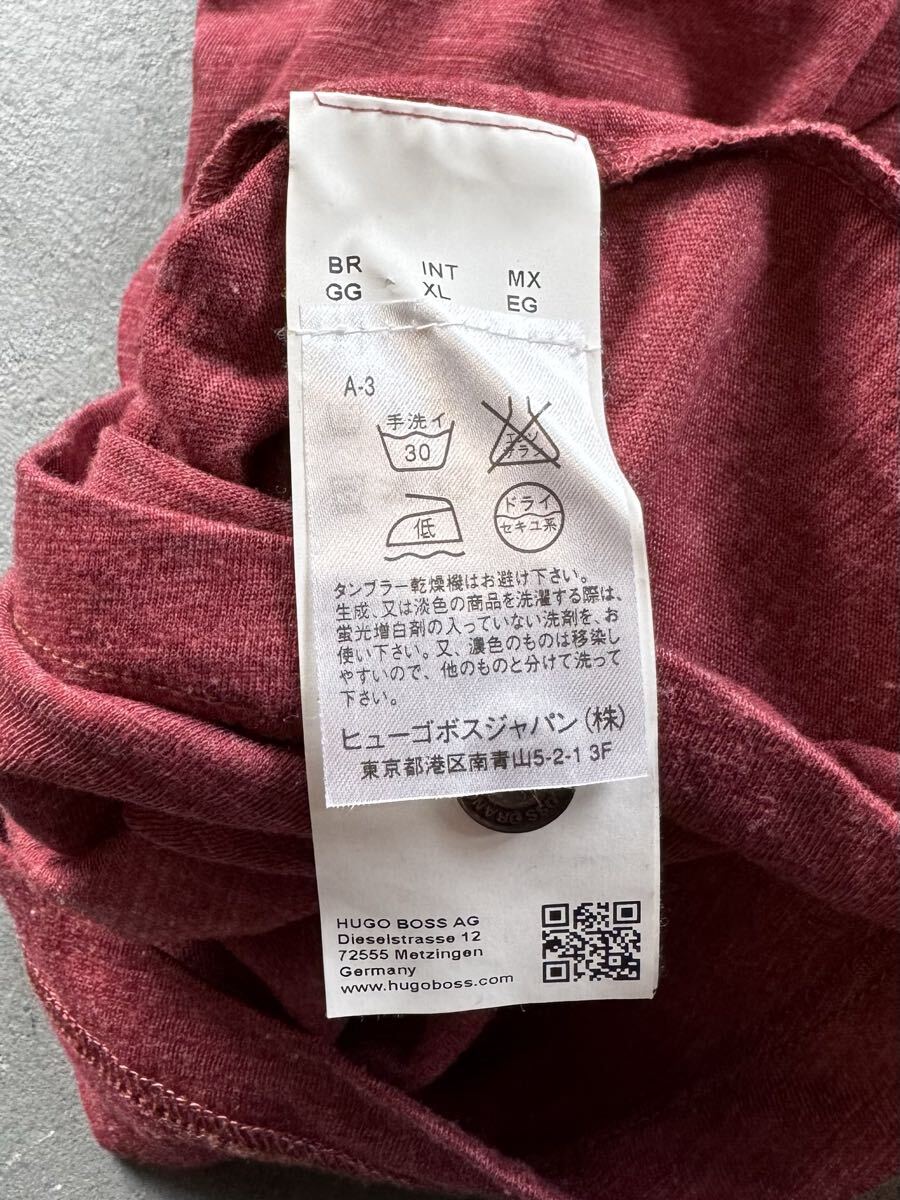 BR INT MX
GG XL EG
A-3
手洗イ
30
エンソ
サラシ
低
ドライ
セキユ系
タンブラー乾燥機はお避け下さい。
生成、又は淡色の商品を洗濯する際は、
蛍光増白剤の入っていない洗剤を、お
使い下さい。又、濃色のものは移染し
やすいので、他のものと分けて洗って
下さい。
ヒューゴボスジャパン(株)
東京都港区南青山5-2-1 3F
HUGO BOSS AG
Dieselstrasse 12
72555 Metzingen
Germany
www.hugoboss.com